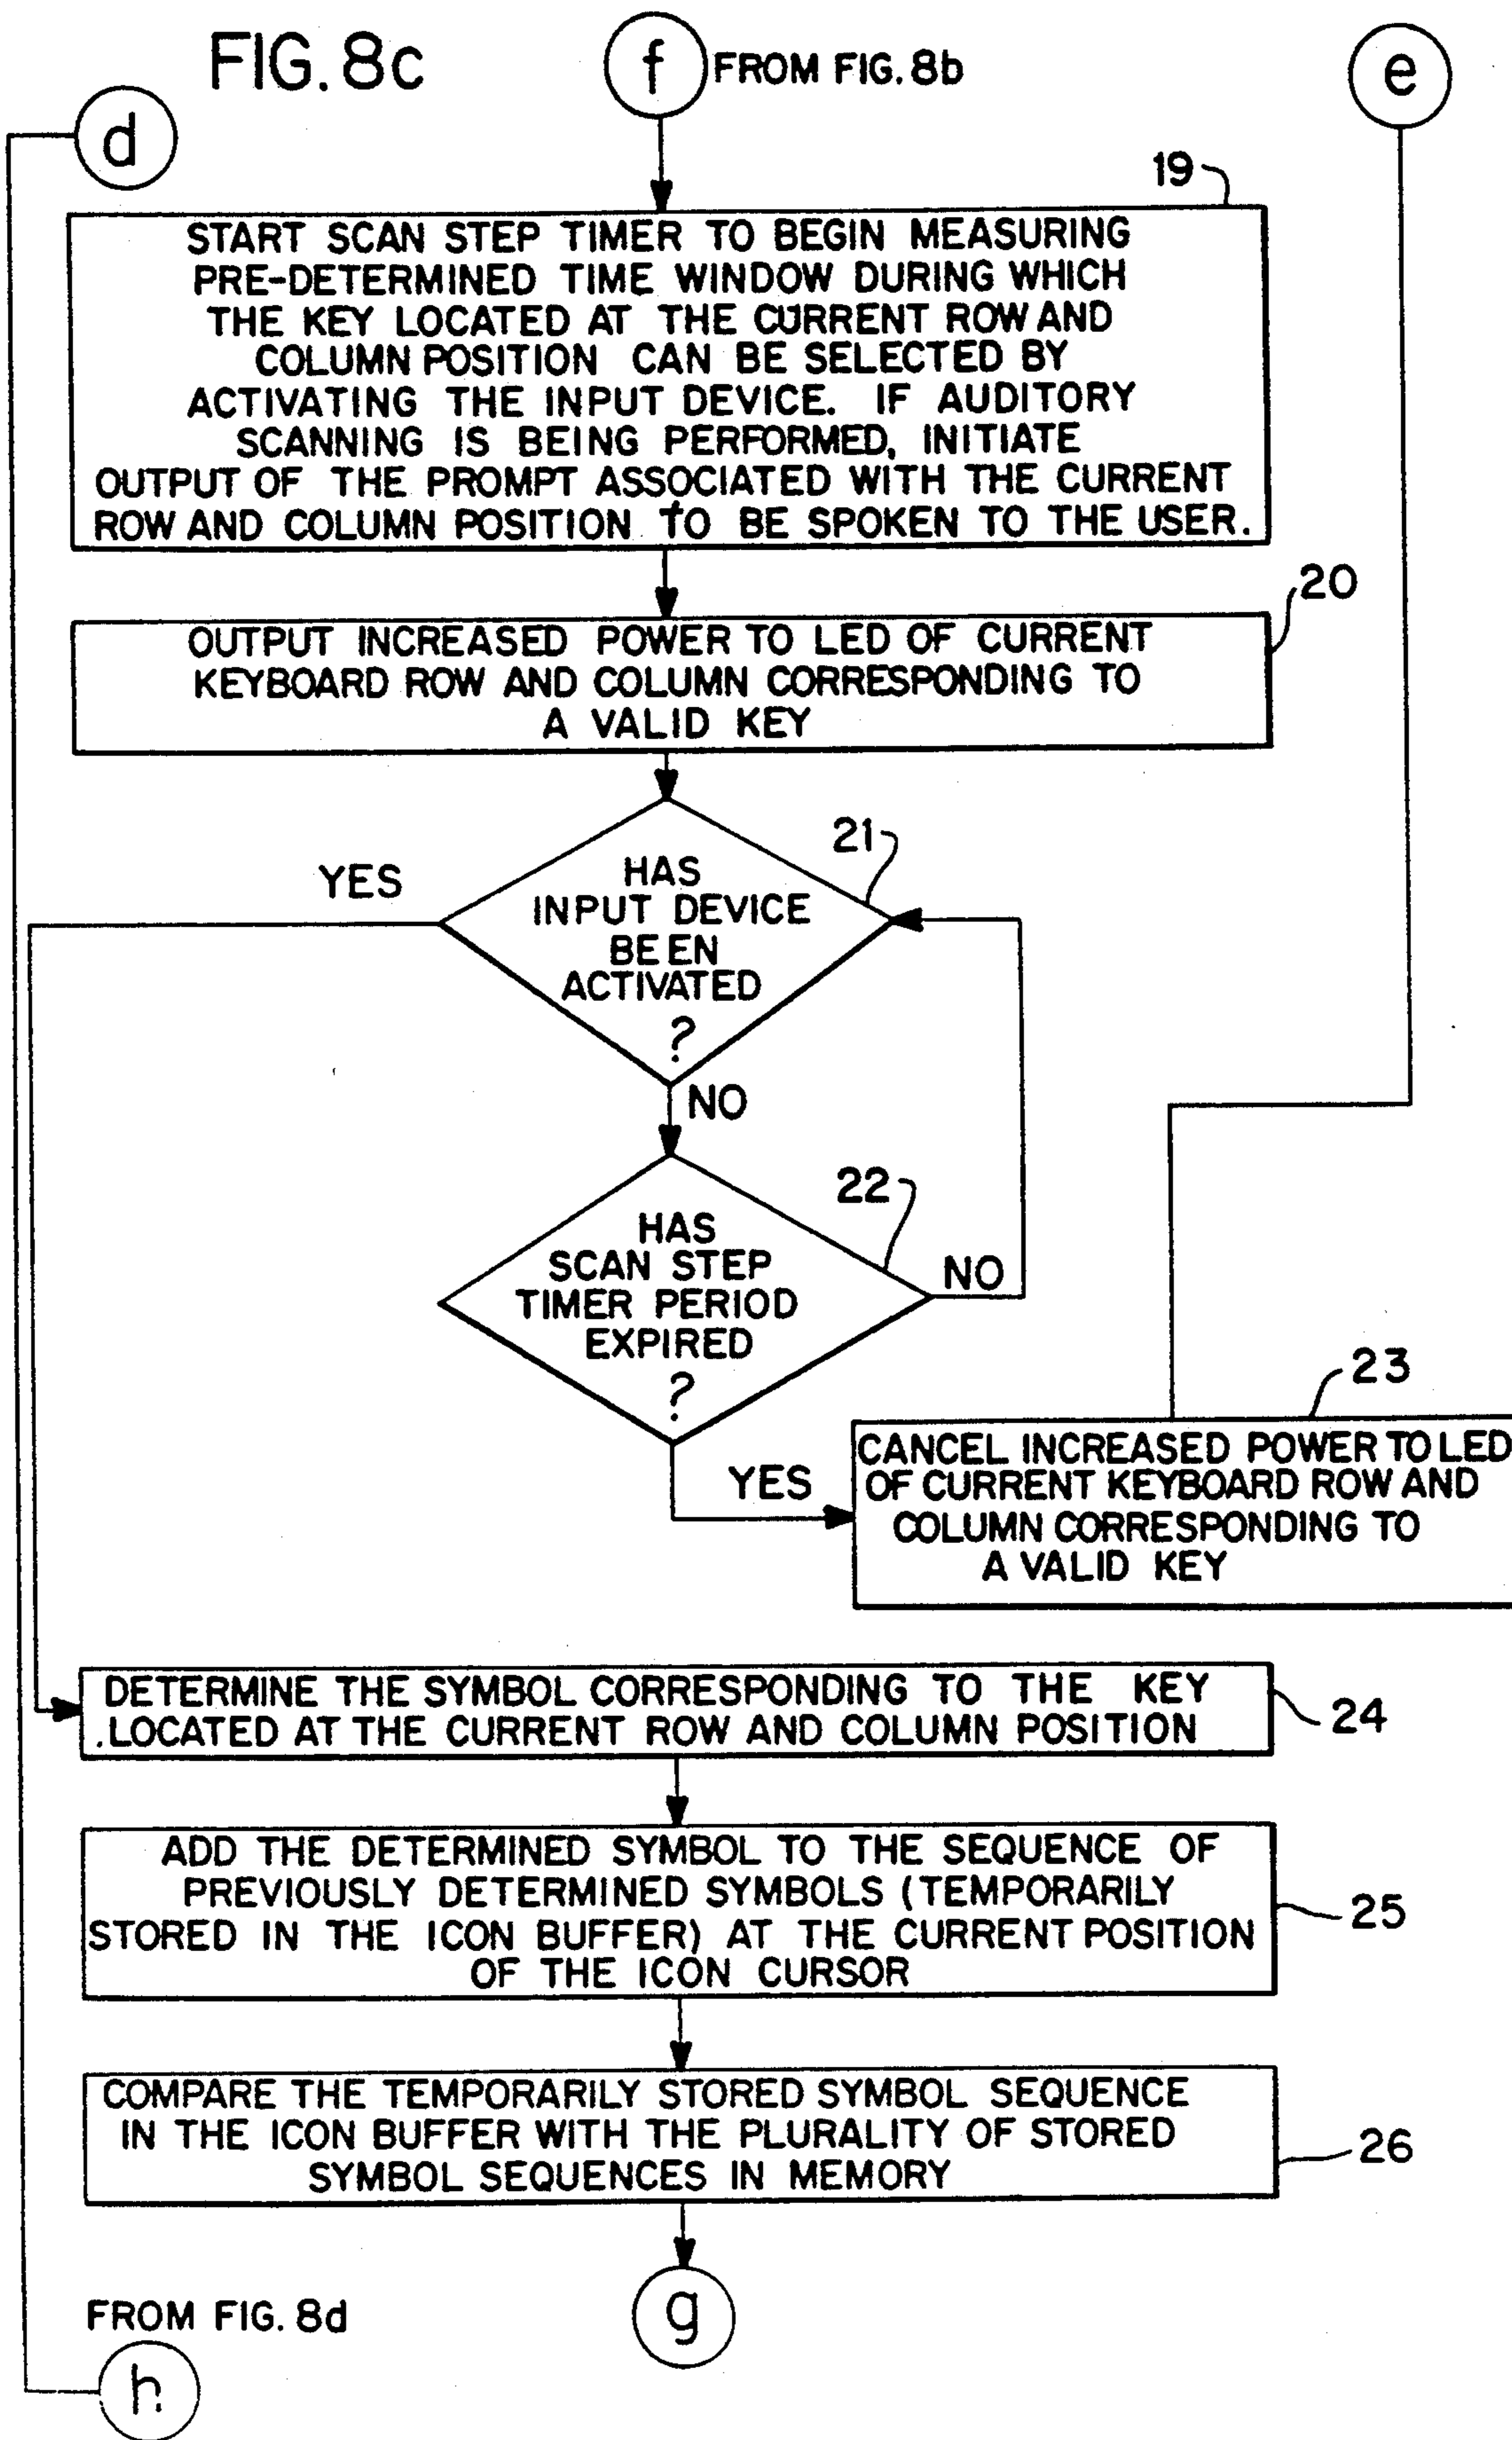 FIG. 8c
f FROM FIG. 8b
e
d
19
START SCAN STEP TIMER TO BEGIN MEASURING
PRE-DETERMINED TIME WINDOW DURING WHICH
THE KEY LOCATED AT THE CURRENT ROW AND
COLUMN POSITION CAN BE SELECTED BY
ACTIVATING THE INPUT DEVICE. IF AUDITORY
SCANNING IS BEING PERFORMED, INITIATE
OUTPUT OF THE PROMPT ASSOCIATED WITH THE CURRENT
ROW AND COLUMN POSITION TO BE SPOKEN TO THE USER.
20
OUTPUT INCREASED POWER TO LED OF CURRENT
KEYBOARD ROW AND COLUMN CORRESPONDING TO
A VALID KEY
21
YES
HAS
INPUT DEVICE
BEEN
ACTIVATED
?
NO
22
HAS
SCAN STEP
TIMER PERIOD
EXPIRED
?
NO
YES
23
CANCEL INCREASED POWER TO LED
OF CURRENT KEYBOARD ROW AND
COLUMN CORRESPONDING TO
A VALID KEY
DETERMINE THE SYMBOL CORRESPONDING TO THE KEY
LOCATED AT THE CURRENT ROW AND COLUMN POSITION
24
ADD THE DETERMINED SYMBOL TO THE SEQUENCE OF
PREVIOUSLY DETERMINED SYMBOLS (TEMPORARILY
STORED IN THE ICON BUFFER) AT THE CURRENT POSITION
OF THE ICON CURSOR
25
COMPARE THE TEMPORARILY STORED SYMBOL SEQUENCE
IN THE ICON BUFFER WITH THE PLURALITY OF STORED
SYMBOL SEQUENCES IN MEMORY
26
g
FROM FIG. 8d
h